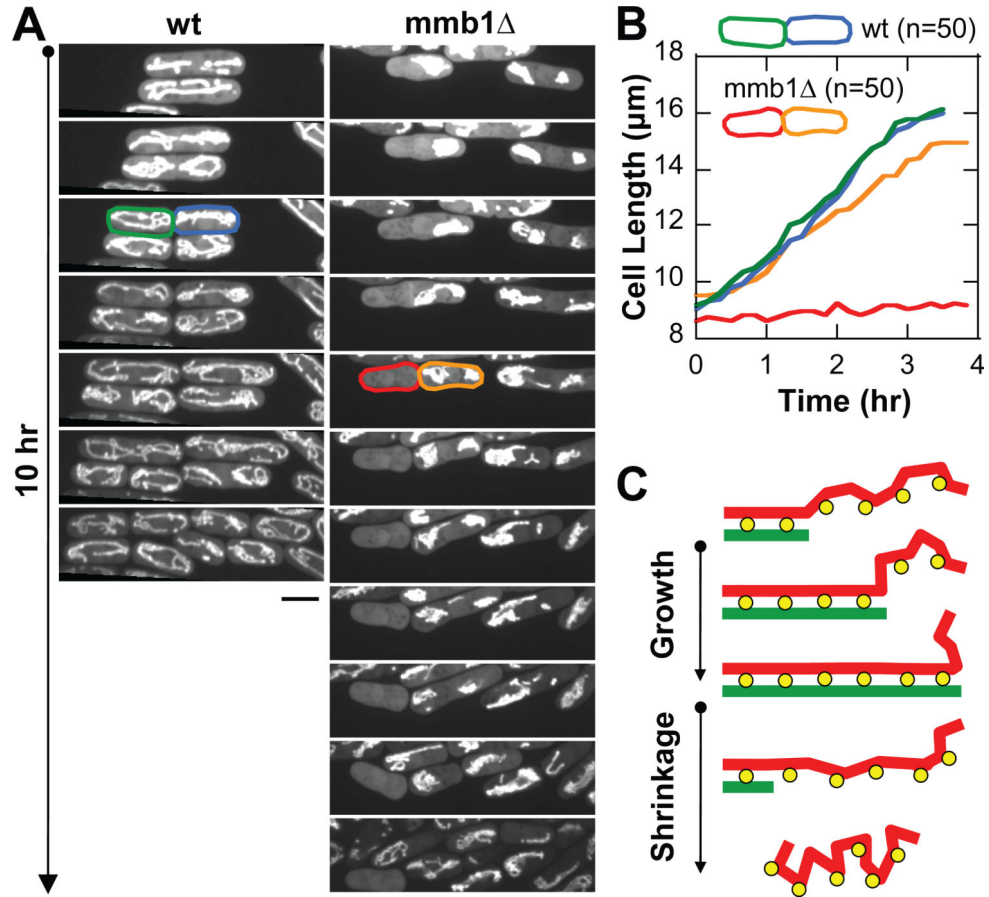 A
wt
mmb1Δ
10 hr
B
wt (n=50)
mmb1Δ (n=50)
Cell Length (μm)
16
14
12
10
8
0
1
2
3
4
Time (hr)
C
Growth
Shrinkage